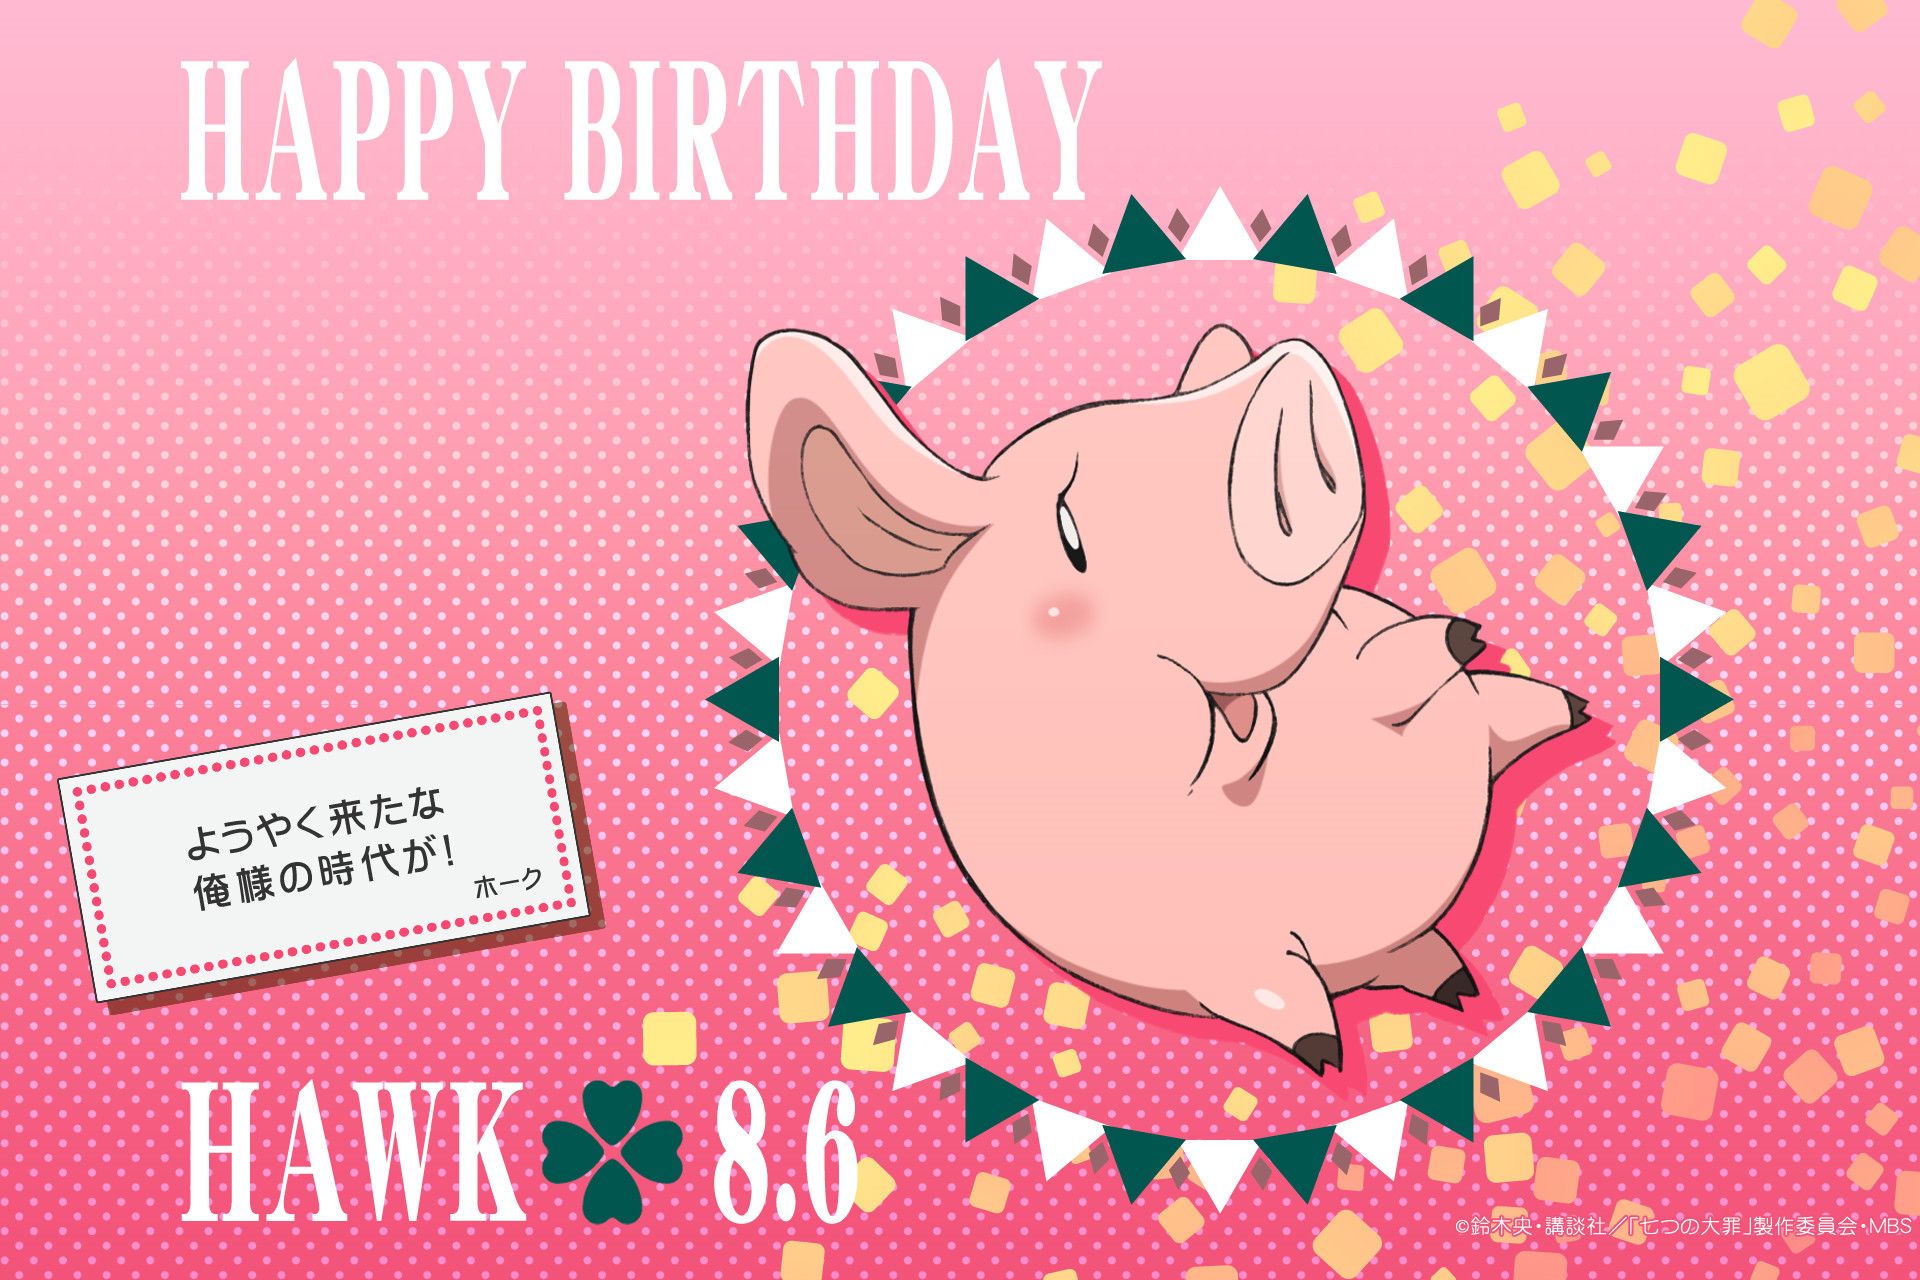 HAPPY BIRTHDAY
ようやく来たな
俺様の時代が!
ホーク
HAWK 8.6
©鈴木央・講談社/「七つの大罪」製作委員会・MBS